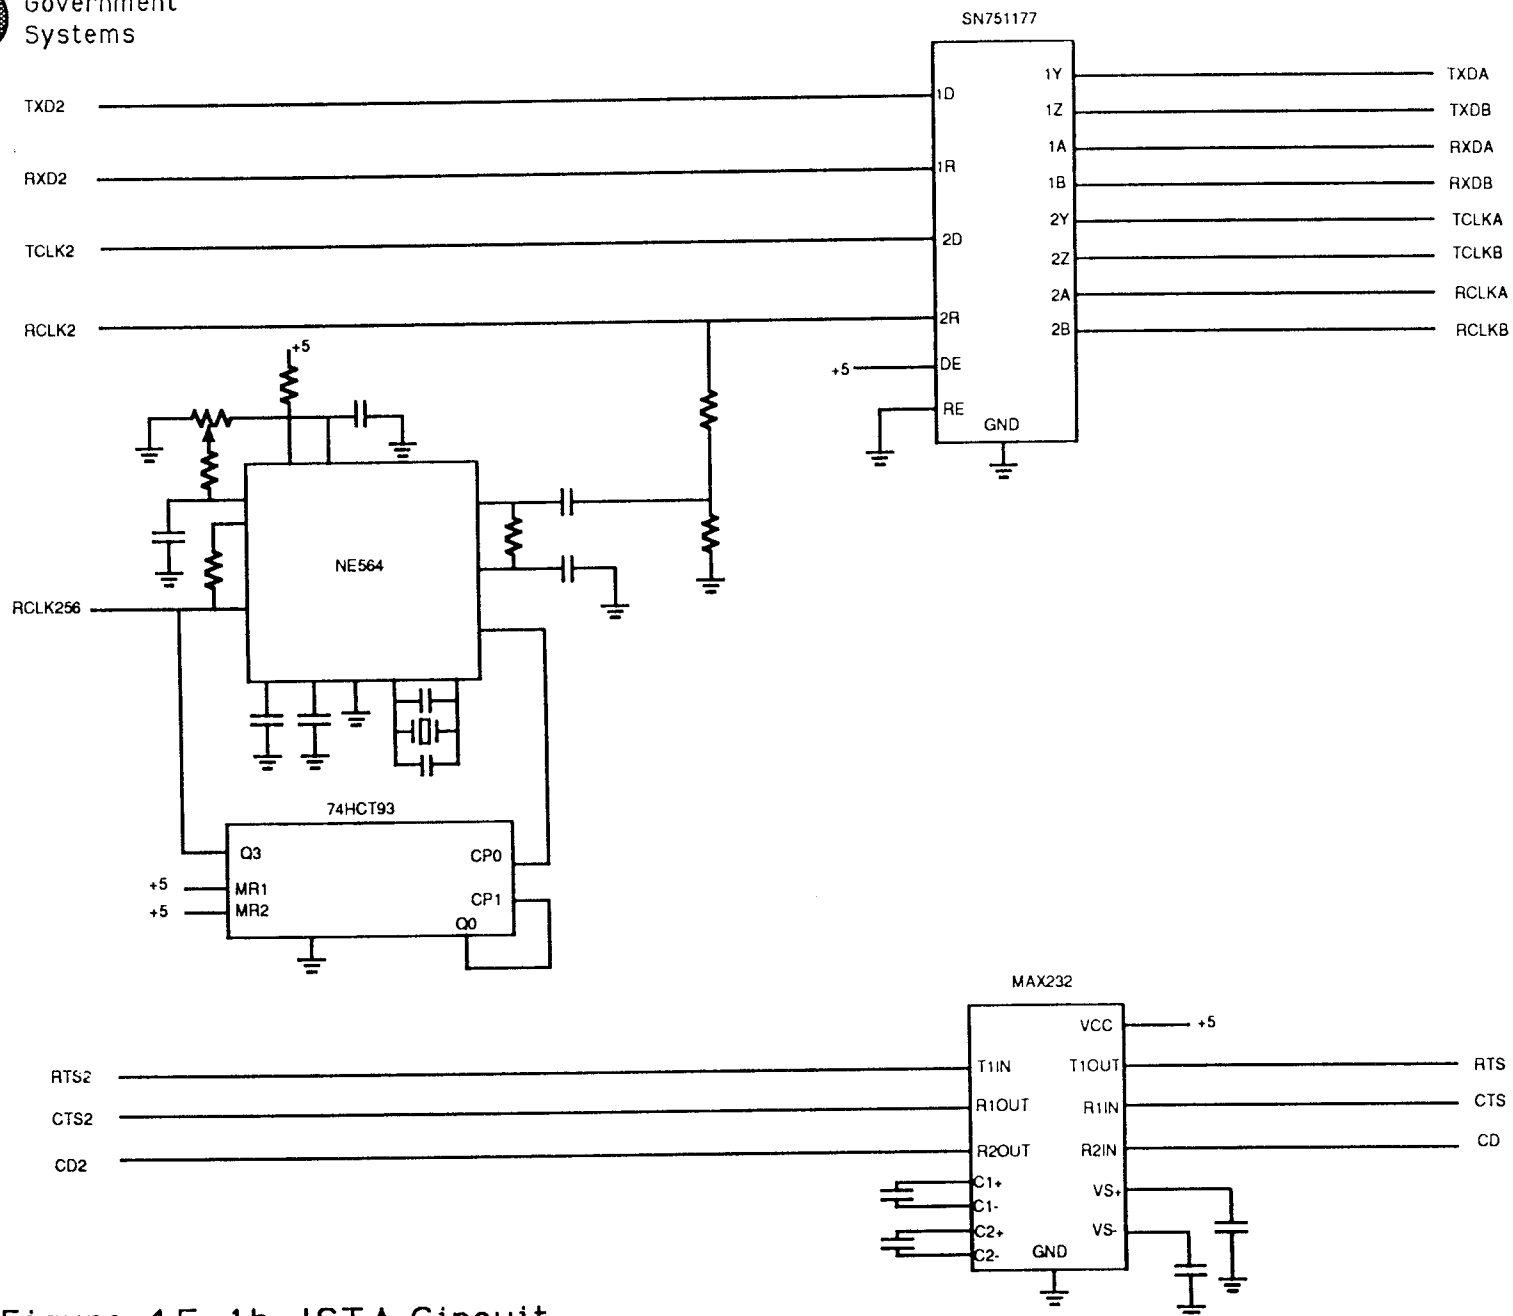 Government
Systems
SN751177
TXD2
1D
1Y
TXDA
1Z
TXDB
RXD2
1R
1A
RXDA
1B
RXDB
TCLK2
2D
2Y
TCLKA
2Z
TCLKB
RCLK2
2R
2A
RCLKA
2B
RCLKB
+5
+5
DE
RE
GND
NE564
RCLK256
74HCT93
Q3
CP0
+5
MR1
+5
MR2
CP1
Q0
MAX232
VCC
+5
RTS2
T1IN
T1OUT
RTS
CTS2
R1OUT
R1IN
CTS
CD2
R2OUT
R2IN
CD
C1+
C1-
C2+
C2-
VS+
VS-
GND
ISTA Circuit